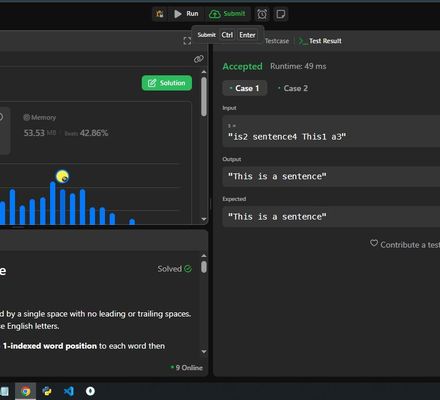 Run
Submit
Submit Ctrl Enter
Testcase
Test Result
Solution
Memory
53.53 MB
Beats 42.86%
Accepted Runtime: 49 ms
Case 1
Case 2
Input
s =
"is2 sentence4 This1 a3"
Output
"This is a sentence"
Expected
"This is a sentence"
Contribute a test
e
Solved
d by a single space with no leading or trailing spaces.
e English letters.
1-indexed word position to each word then
9 Online